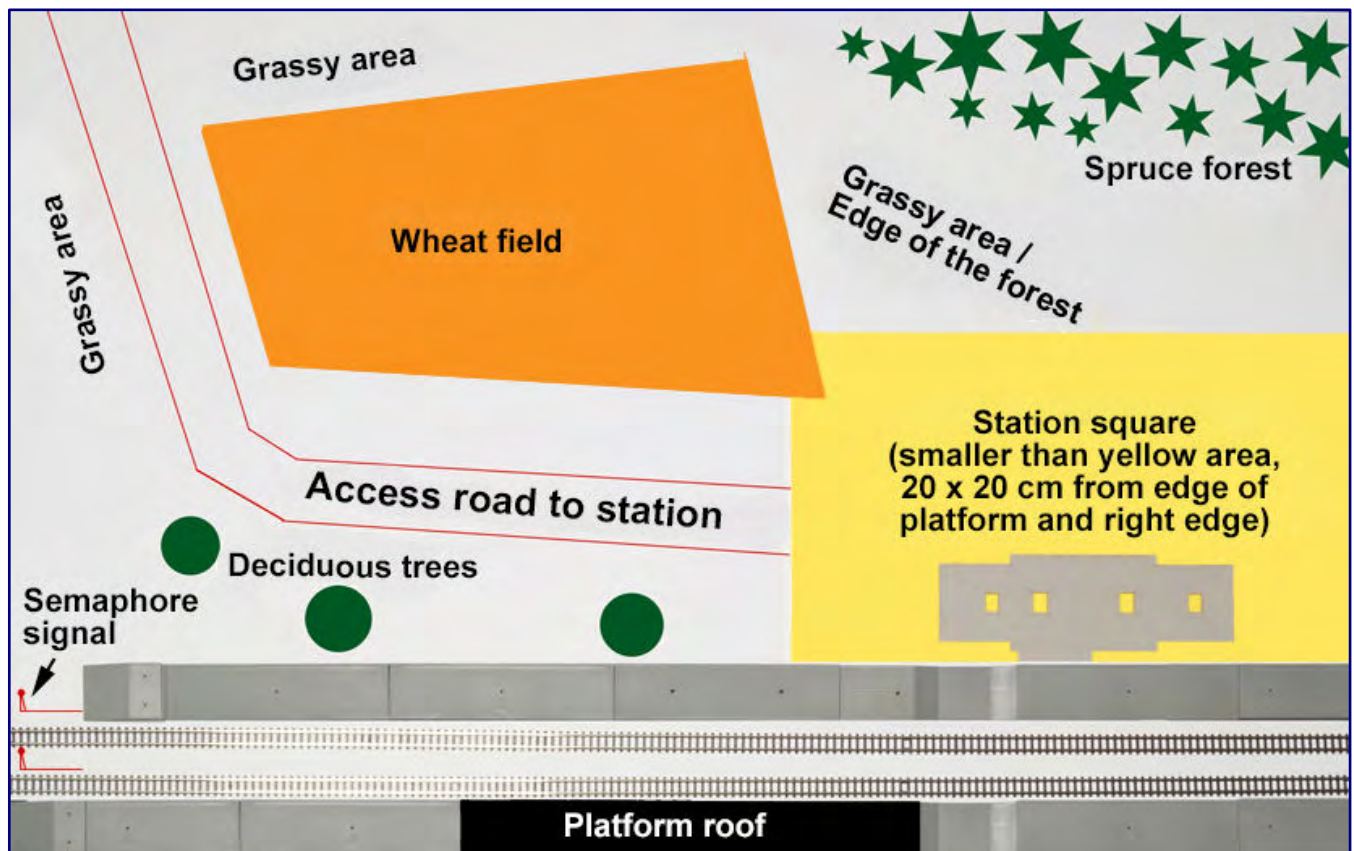 Grassy area
Spruce forest
Grassy area /
Edge of the forest
Grassy area
Wheat field
Station square
(smaller than yellow area,
20 x 20 cm from edge of
platform and right edge)
Access road to station
Deciduous trees
Semaphore
signal
Platform roof